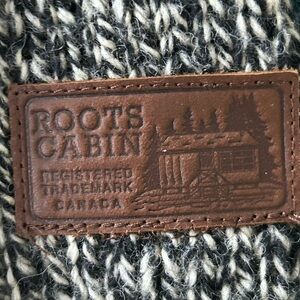 ROOTS
CABIN
REGISTERED
TRADEMARK
CANADA